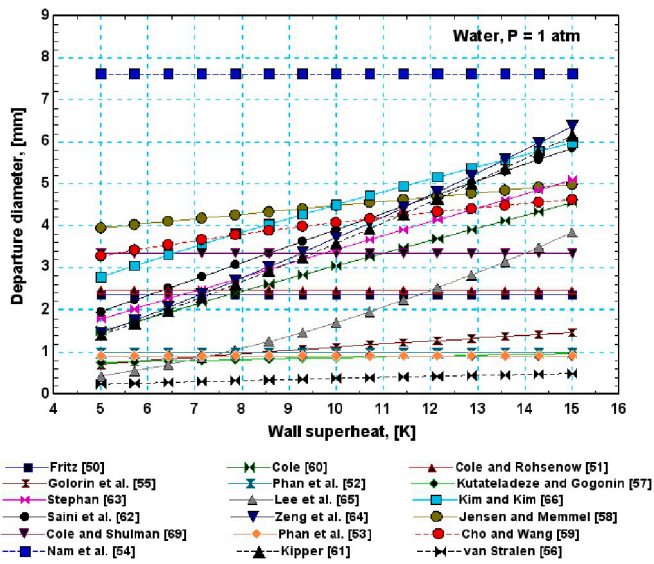 Water, P = 1 atm
Departure diameter, [mm]
9
8
7
6
5
4
3
2
1
0
4 5 6 7 8 9 10 11 12 13 14 15 16
Wall superheat, [K]
Fritz [50] Cole [60] Cole and Rohsenow [51]
Golorin et al. [55] Phan et al. [52] Kutateladeze and Gogonin [57]
Stephan [63] Lee et al. [65] Kim and Kim [66]
Saini et al. [62] Zeng et al. [64] Jensen and Memmel [58]
Cole and Shulman [69] Phan et al. [53] Cho and Wang [59]
Nam et al. [54] Kipper [61] van Stralen [56]